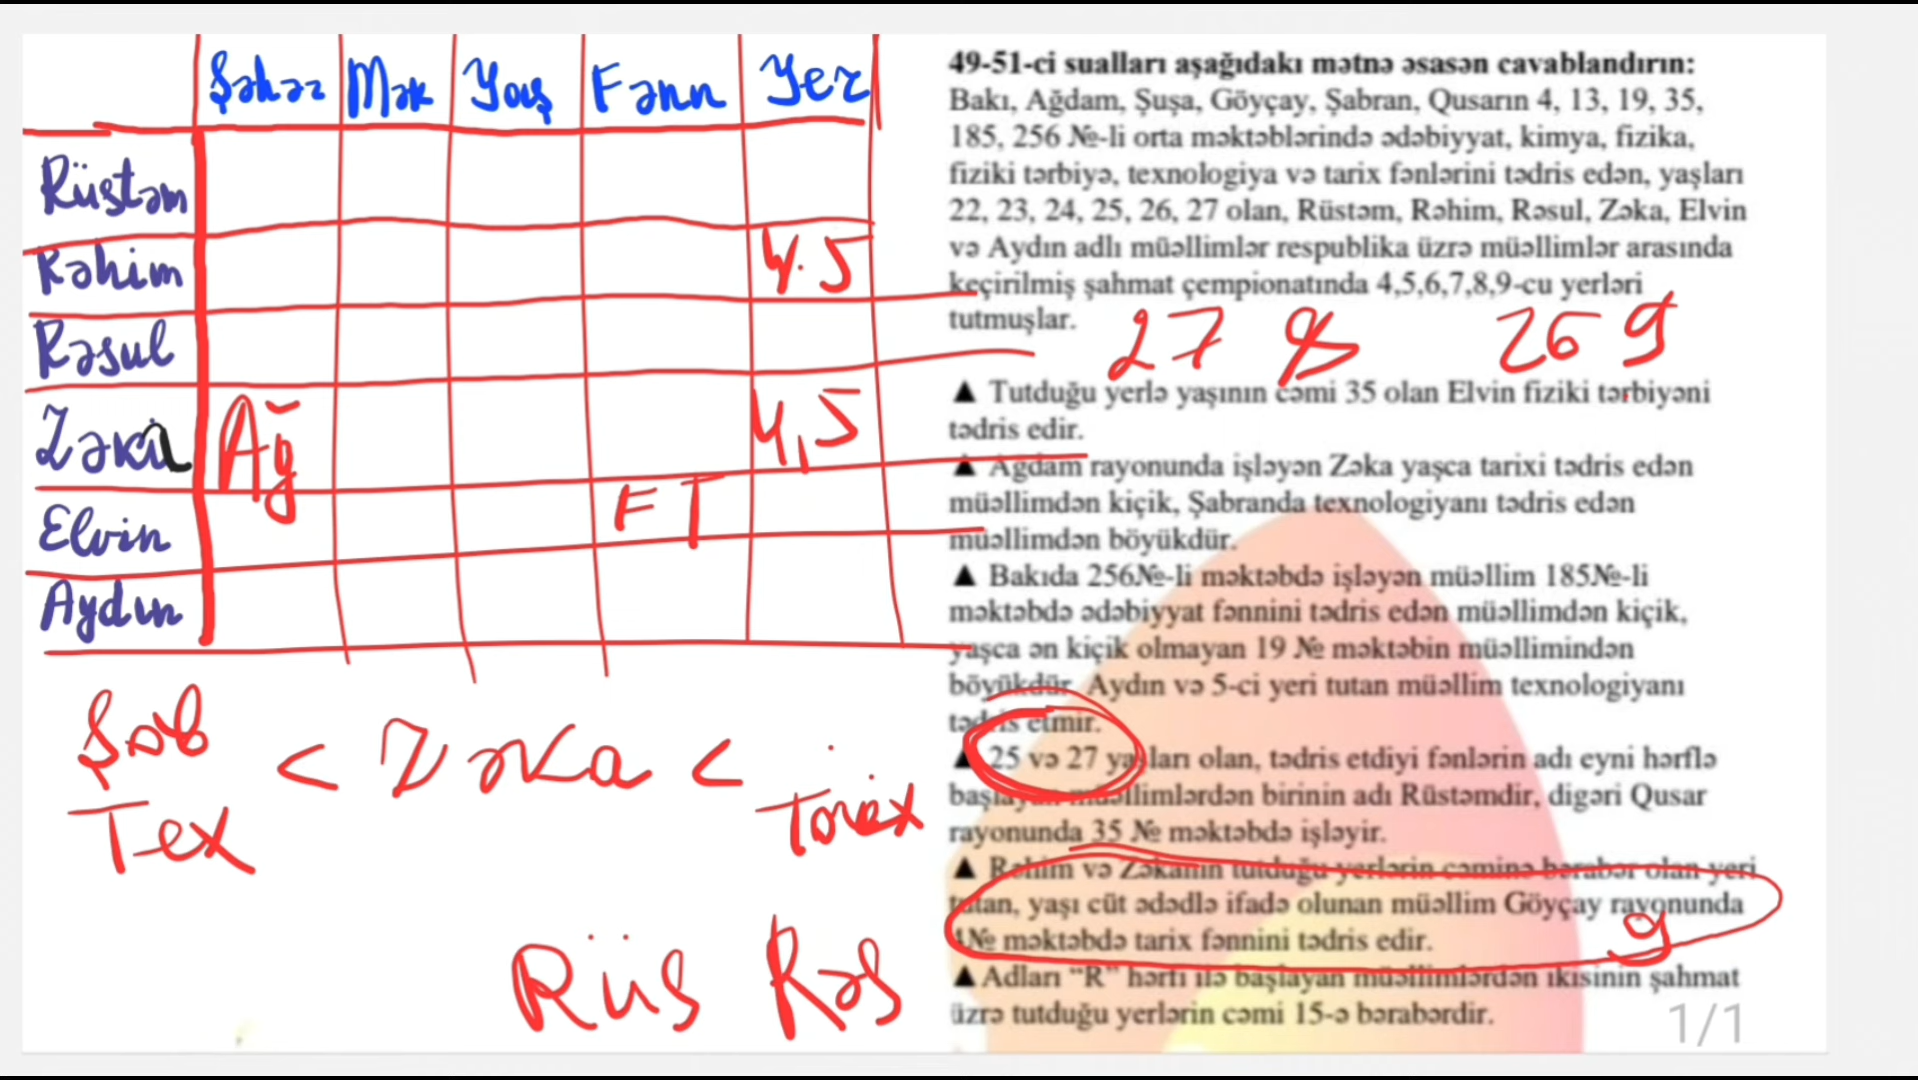 Şəhər Mək Yaş Fənn Yer
Rüstəm
Rəhim 4.5
Rəsul
Zəka Ağ 4,5
Elvin FT
Aydın
Şab < Zəka <
Tex Tarix
Rüs Rəs
49-51-ci sualları aşağıdakı mətnə əsasən cavablandırın:
Bakı, Ağdam, Şuşa, Göyçay, Şabran, Qusarın 4, 13, 19, 35,
185, 256 №-li orta məktəblərində ədəbiyyat, kimya, fizika,
fiziki tərbiyə, texnologiya və tarix fənlərini tədris edən, yaşları
22, 23, 24, 25, 26, 27 olan, Rüstəm, Rəhim, Rəsul, Zəka, Elvin
və Aydın adlı müəllimlər respublika üzrə müəllimlər arasında
keçirilmiş şahmat çempionatında 4,5,6,7,8,9-cu yerləri
tutmuşlar.
27 8 26 9
▲ Tutduğu yerlə yaşının cəmi 35 olan Elvin fiziki tərbiyəni
tədris edir.
▲ Ağdam rayonunda işləyən Zəka yaşca tarixi tədris edən
müəllimdən kiçik, Şabranda texnologiyanı tədris edən
müəllimdən böyükdür.
▲ Bakıda 256№-li məktəbdə işləyən müəllim 185№-li
məktəbdə ədəbiyyat fənnini tədris edən müəllimdən kiçik,
yaşca ən kiçik olmayan 19 № məktəbin müəllimindən
böyükdür. Aydın və 5-ci yeri tutan müəllim texnologiyanı
tədris etmir.
▲ 25 və 27 yaşları olan, tədris etdiyi fənlərin adı eyni hərflə
başlayan müəllimlərdən birinin adı Rüstəmdir, digəri Qusar
rayonunda 35 № məktəbdə işləyir.
▲ Rəhim və Zəkanın tutduğu yerlərin cəminə bərabər olan yeri
tutan, yaşı cüt ədədlə ifadə olunan müəllim Göyçay rayonunda
4№ məktəbdə tarix fənnini tədris edir.
9
▲ Adları “R” hərfi ilə başlayan müəllimlərdən ikisinin şahmat
üzrə tutduğu yerlərin cəmi 15-ə bərabərdir.
1/1